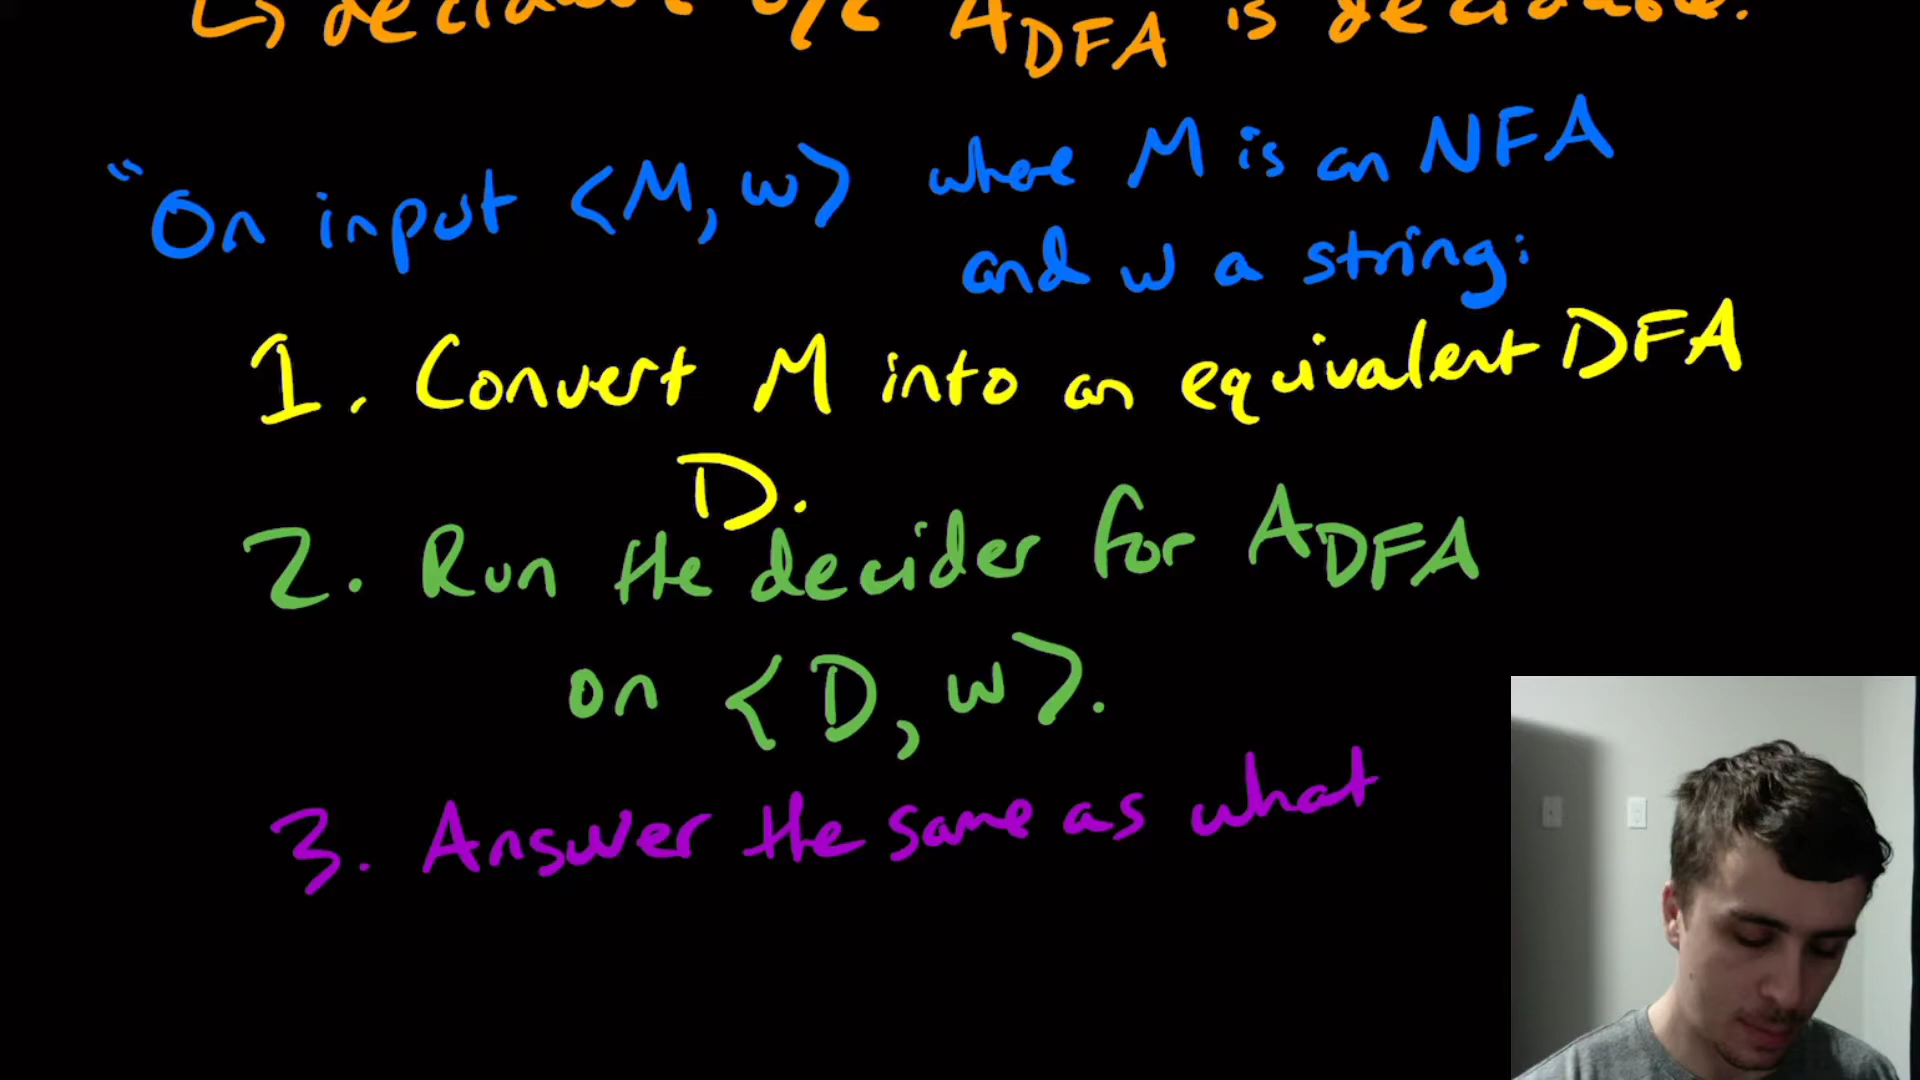 ↳ decidable b/c A_DFA is decidable.
"On input ⟨M, w⟩ where M is an NFA
and w a string:
1. Convert M into an equivalent DFA
D.
2. Run the decider for A_DFA
on ⟨D, w⟩.
3. Answer the same as what